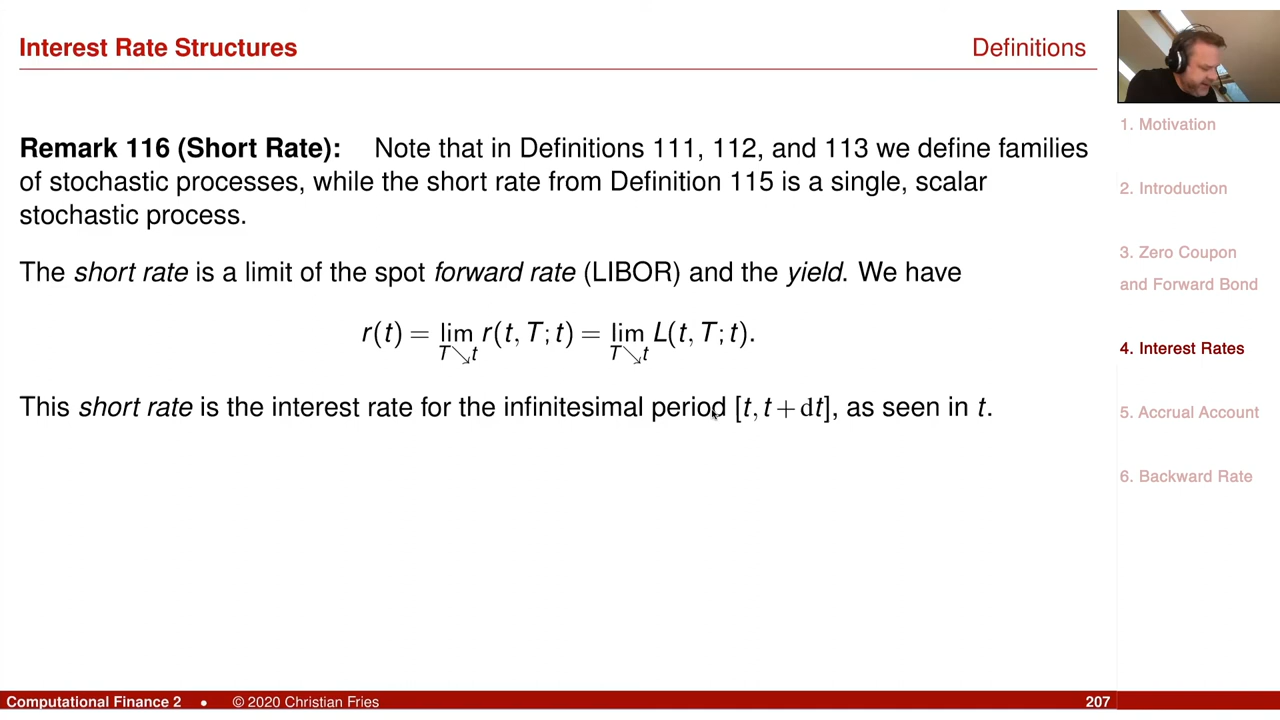 Interest Rate Structures
Definitions
Remark 116 (Short Rate): Note that in Definitions 111, 112, and 113 we define families
of stochastic processes, while the short rate from Definition 115 is a single, scalar
stochastic process.
The short rate is a limit of the spot forward rate (LIBOR) and the yield. We have
r(t) = lim r(t, T; t) = lim L(t, T; t).
T↘t T↘t
This short rate is the interest rate for the infinitesimal period [t, t + dt], as seen in t.
1. Motivation
2. Introduction
3. Zero Coupon
and Forward Bond
4. Interest Rates
5. Accrual Account
6. Backward Rate
Computational Finance 2 • © 2020 Christian Fries
207